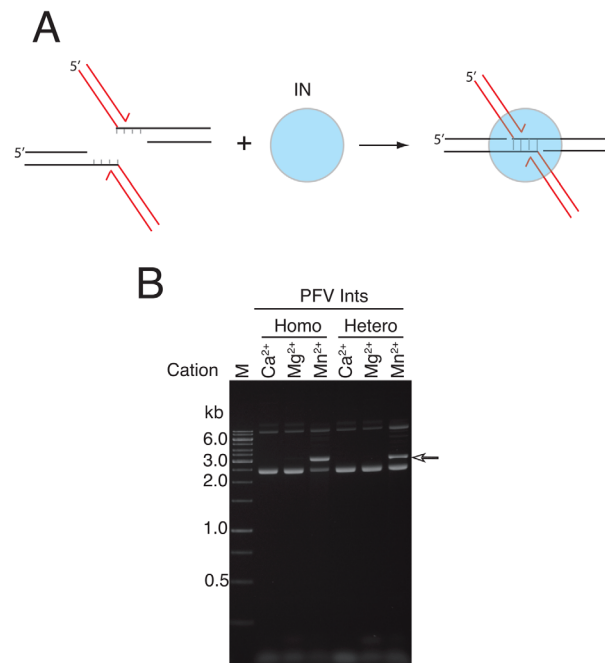 A
5′
IN
+
5′
5′
B
PFV Ints
Homo Hetero
Cation M Ca²⁺ Mg²⁺ Mn²⁺ Ca²⁺ Mg²⁺ Mn²⁺
kb
6.0
3.0
2.0
1.0
0.5